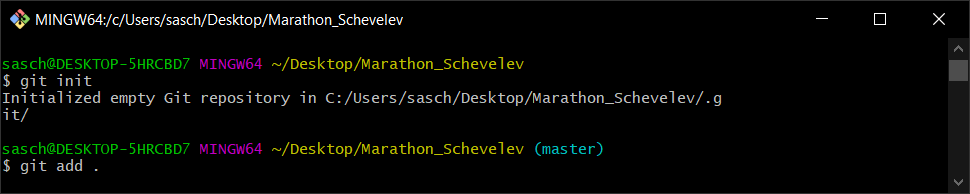 MINGW64:/c/Users/sasch/Desktop/Marathon_Schevelev
sasch@DESKTOP-5HRCBD7 MINGW64 ~/Desktop/Marathon_Schevelev
$ git init
Initialized empty Git repository in C:/Users/sasch/Desktop/Marathon_Schevelev/.g
it/
sasch@DESKTOP-5HRCBD7 MINGW64 ~/Desktop/Marathon_Schevelev (master)
$ git add .